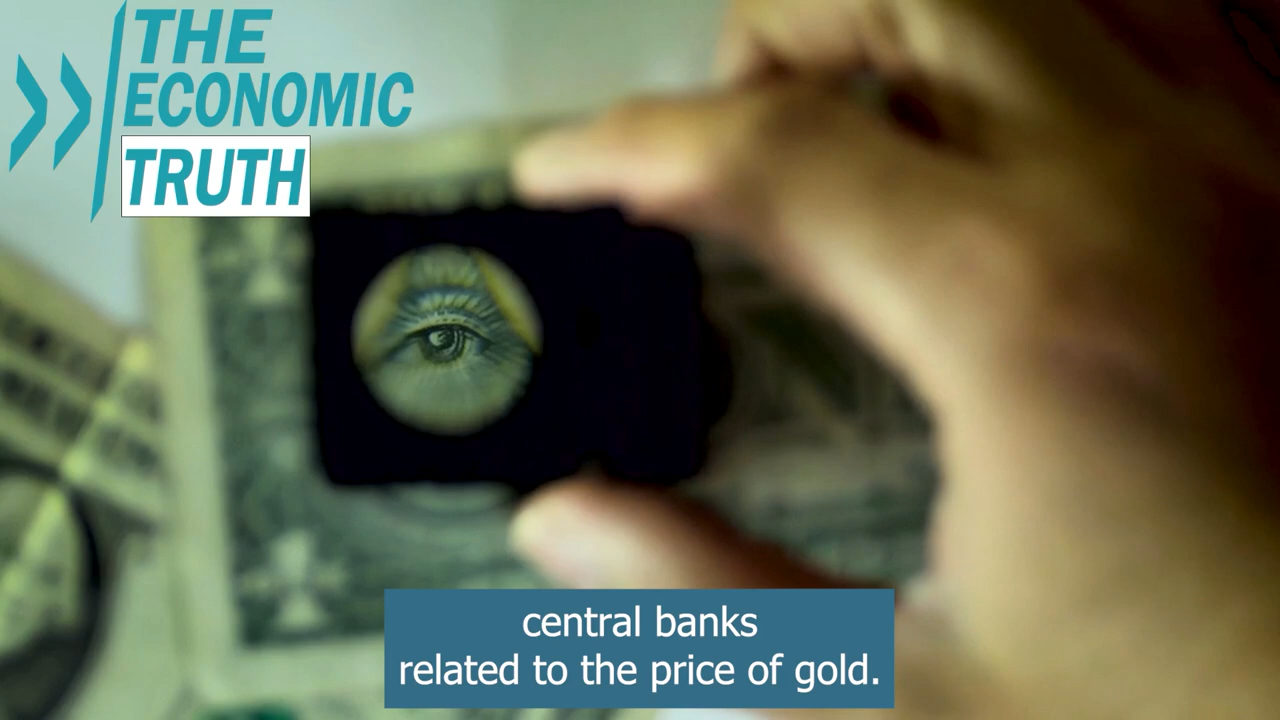 THE
ECONOMIC
TRUTH
central banks
related to the price of gold.